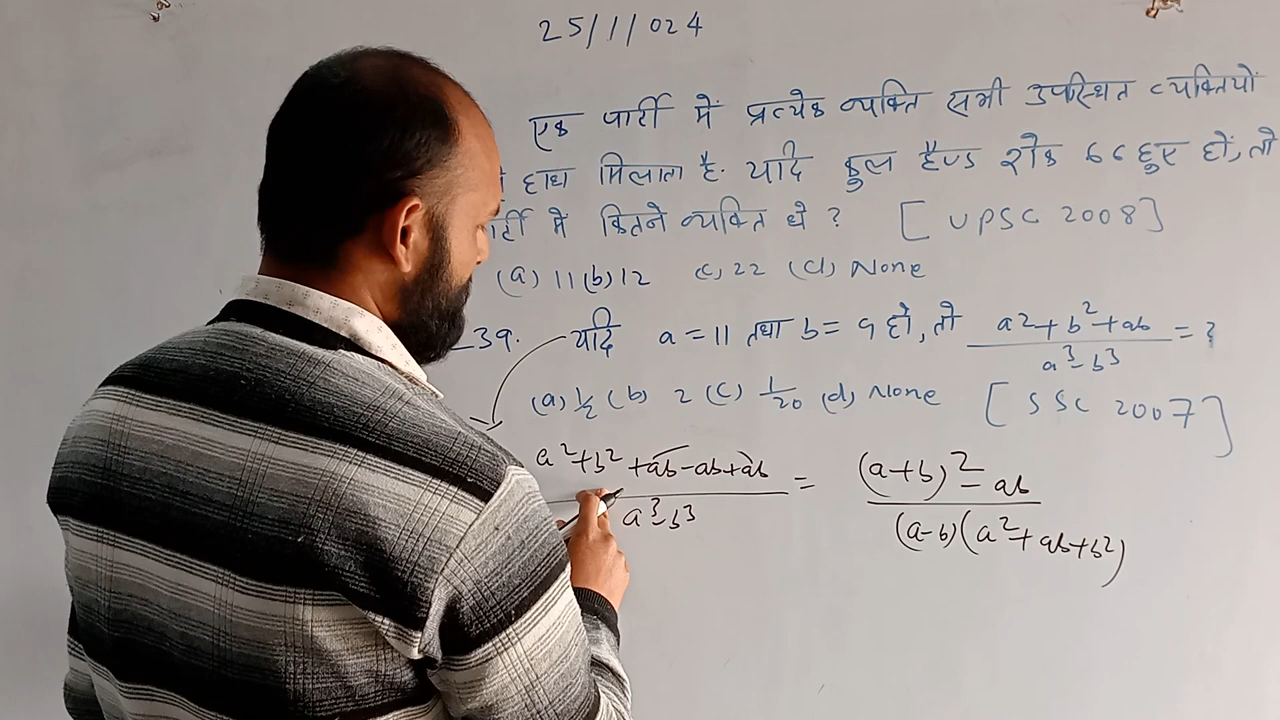 25/1/024
एक पार्टी में प्रत्येक व्यक्ति सभी उपस्थित व्यक्तियों
हाथ मिलाता है. यदि कुल हैण्ड शेक 66 हुए हों, तो
र्टी में कितने व्यक्ति थे ? [UPSC 2008]
(a) 11 (b) 12 (c) 22 (d) None
39. यदि a = 11 तथा b = 9 हो, तो (a2+b²+ab)/(a³-b³) = ?
(a) ½ (b) 2 (c) 1/20 (d) None [SSC 2007]
(a²+b²+ab-ab+ab)/(a³-b³) = ((a+b)²-ab)/((a-b)(a²+ab+b²))